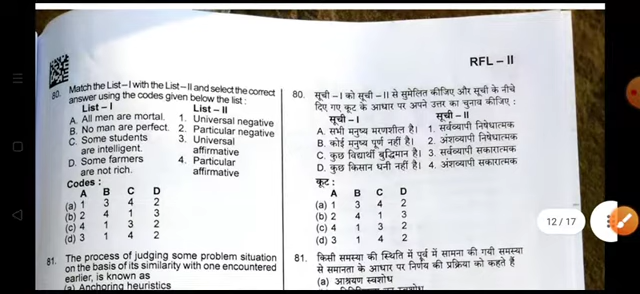 RFL - II
80. Match the List-I with the List-II and select the correct
answer using the codes given below the list :
List - I List - II
A. All men are mortal. 1. Universal negative
B. No man are perfect. 2. Particular negative
C. Some students 3. Universal
are intelligent. affirmative
D. Some farmers 4. Particular
are not rich. affirmative
Codes :
A B C D
(a) 1 3 4 2
(b) 2 4 1 3
(c) 4 1 3 2
(d) 3 1 4 2
81. The process of judging some problem situation
on the basis of its similarity with one encountered
earlier, is known as
(a) Anchoring heuristics
80. सूची -I को सूची -II से सुमेलित कीजिए और सूची के नीचे
दिए गए कूट के आधार पर अपने उत्तर का चुनाव कीजिए :
सूची -I सूची -II
A. सभी मनुष्य मरणशील है। 1. सर्वव्यापी निषेधात्मक
B. कोई मनुष्य पूर्ण नहीं है। 2. अंशव्यापी निषेधात्मक
C. कुछ विद्यार्थी बुद्धिमान है। 3. सर्वव्यापी सकारात्मक
D. कुछ किसान धनी नहीं है। 4. अंशव्यापी सकारात्मक
कूट :
A B C D
(a) 1 3 4 2
(b) 2 4 1 3
(c) 4 1 3 2
(d) 3 1 4 2
81. किसी समस्या की स्थिति में पूर्व में सामना की गयी समस्या
से समानता के आधार पर निर्णय की प्रक्रिया को कहते हैं
(a) आश्रयण स्वशोध
12 / 17